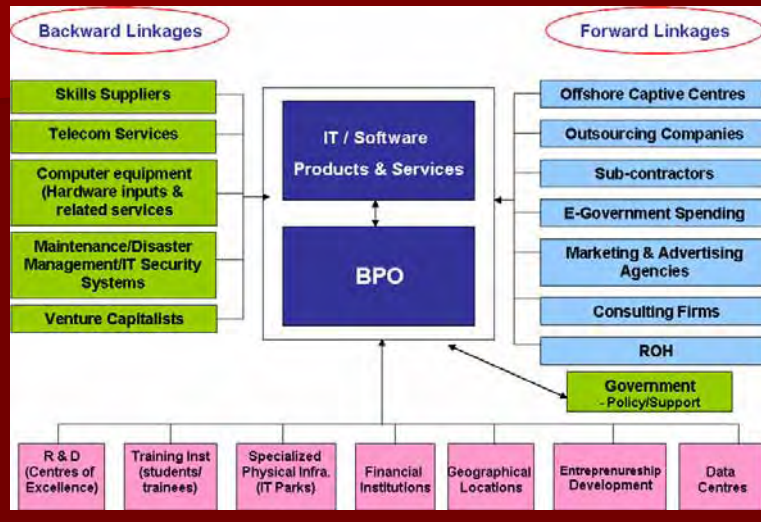 Backward Linkages
Forward Linkages
Skills Suppliers
Telecom Services
Computer equipment
(Hardware inputs &
related services
Maintenance/Disaster
Management/IT Security
Systems
Venture Capitalists
IT / Software
Products & Services
BPO
Offshore Captive Centres
Outsourcing Companies
Sub-contractors
E-Government Spending
Marketing & Advertising
Agencies
Consulting Firms
ROH
Government
- Policy/Support
R & D
(Centres of
Excellence)
Training Inst
(students/
trainees)
Specialized
Physical Infra.
(IT Parks)
Financial
Institutions
Geographical
Locations
Entreprenureship
Development
Data
Centres